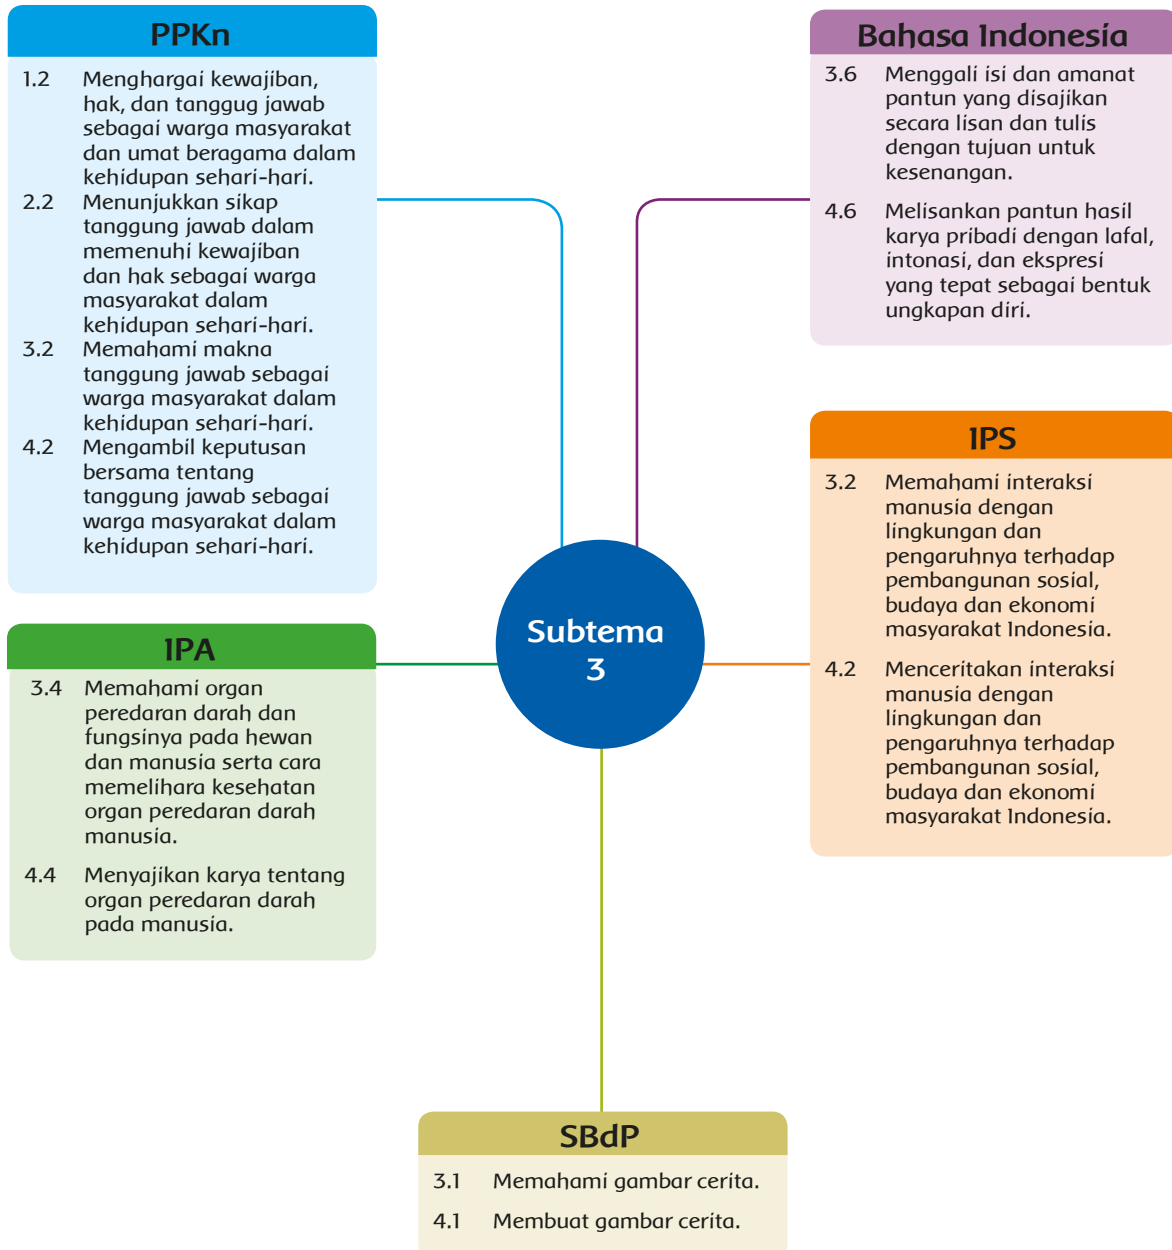 PPKn
1.2 Menghargai kewajiban,
hak, dan tanggug jawab
sebagai warga masyarakat
dan umat beragama dalam
kehidupan sehari-hari.
2.2 Menunjukkan sikap
tanggung jawab dalam
memenuhi kewajiban
dan hak sebagai warga
masyarakat dalam
kehidupan sehari-hari.
3.2 Memahami makna
tanggung jawab sebagai
warga masyarakat dalam
kehidupan sehari-hari.
4.2 Mengambil keputusan
bersama tentang
tanggung jawab sebagai
warga masyarakat dalam
kehidupan sehari-hari.
Bahasa Indonesia
3.6 Menggali isi dan amanat
pantun yang disajikan
secara lisan dan tulis
dengan tujuan untuk
kesenangan.
4.6 Melisankan pantun hasil
karya pribadi dengan lafal,
intonasi, dan ekspresi
yang tepat sebagai bentuk
ungkapan diri.
IPS
3.2 Memahami interaksi
manusia dengan
lingkungan dan
pengaruhnya terhadap
pembangunan sosial,
budaya dan ekonomi
masyarakat Indonesia.
4.2 Menceritakan interaksi
manusia dengan
lingkungan dan
pengaruhnya terhadap
pembangunan sosial,
budaya dan ekonomi
masyarakat Indonesia.
Subtema
3
IPA
3.4 Memahami organ
peredaran darah dan
fungsinya pada hewan
dan manusia serta cara
memelihara kesehatan
organ peredaran darah
manusia.
4.4 Menyajikan karya tentang
organ peredaran darah
pada manusia.
SBdP
3.1 Memahami gambar cerita.
4.1 Membuat gambar cerita.